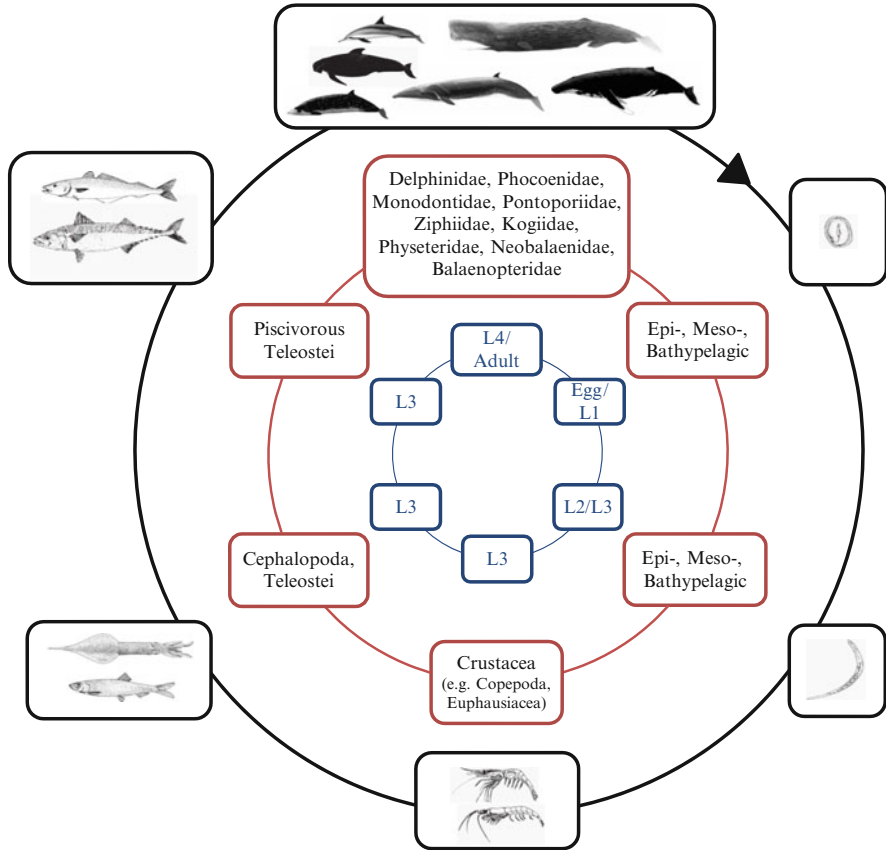 Delphinidae, Phocoenidae,
Monodontidae, Pontoporiidae,
Ziphiidae, Kogiidae,
Physeteridae, Neobalaenidae,
Balaenopteridae
Piscivorous
Teleostei
Epi-, Meso-,
Bathypelagic
L4/
Adult
L3
Egg/
L1
L3
L2/L3
L3
Cephalopoda,
Teleostei
Epi-, Meso-,
Bathypelagic
Crustacea
(e.g. Copepoda,
Euphausiacea)